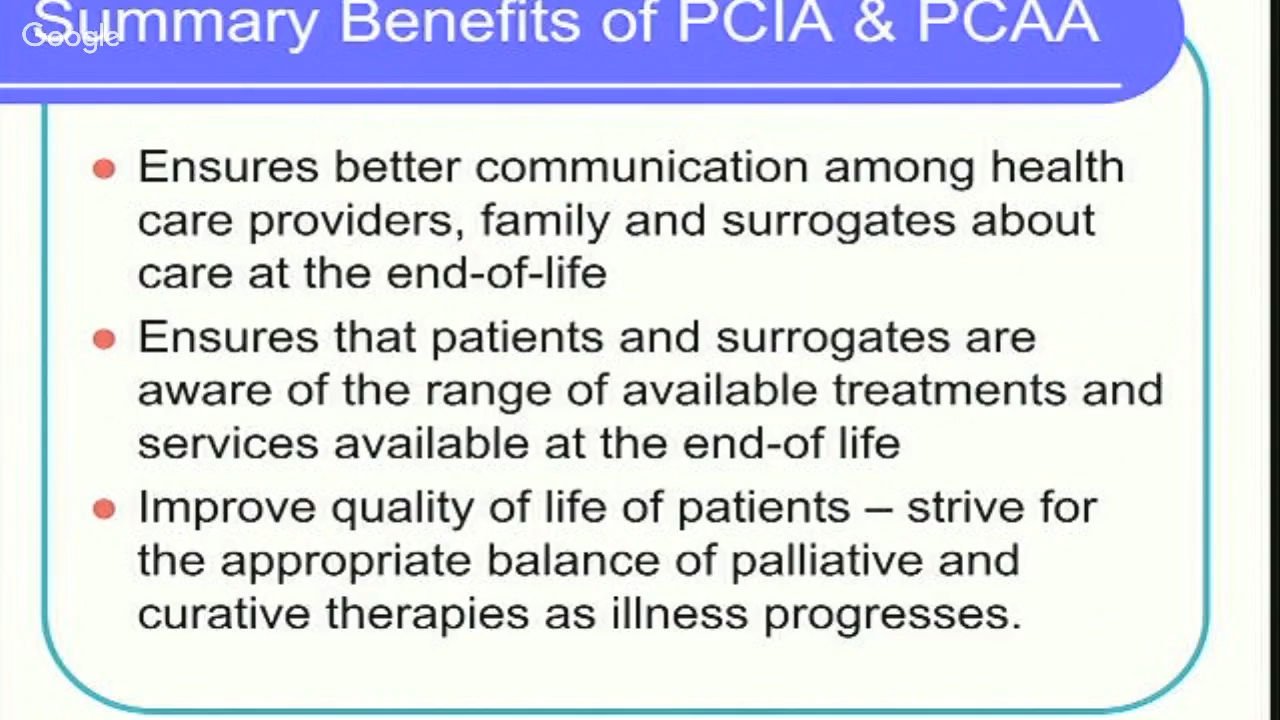 Summary Benefits of PCIA & PCAA
Google
Ensures better communication among health
care providers, family and surrogates about
care at the end-of-life
Ensures that patients and surrogates are
aware of the range of available treatments and
services available at the end-of life
Improve quality of life of patients – strive for
the appropriate balance of palliative and
curative therapies as illness progresses.